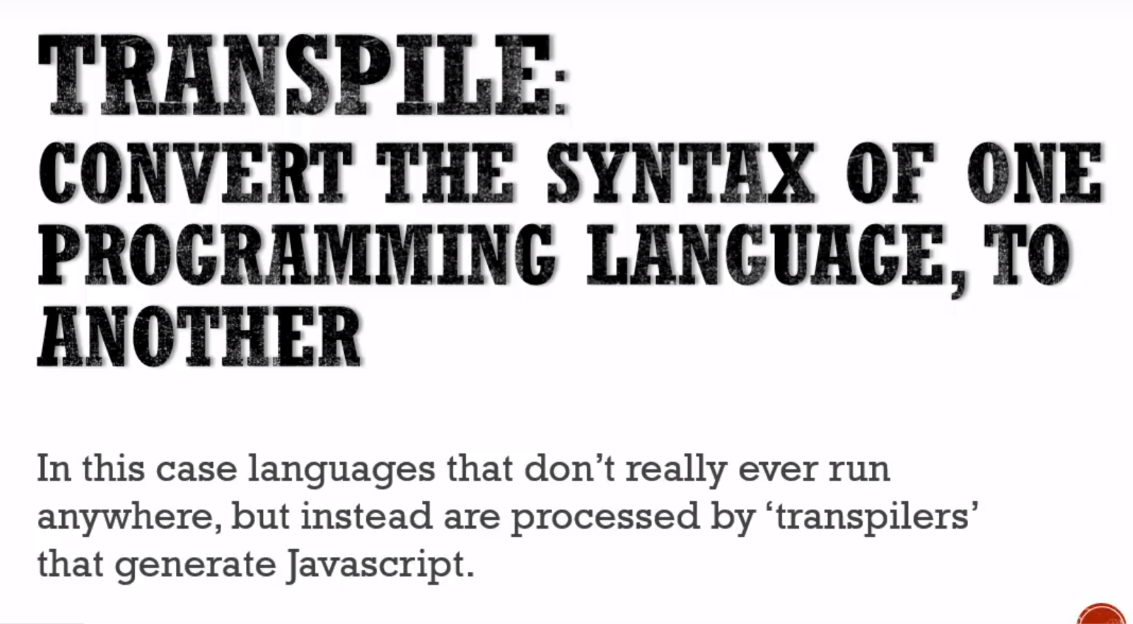 TRANSPILE:
CONVERT THE SYNTAX OF ONE
PROGRAMMING LANGUAGE, TO
ANOTHER
In this case languages that don’t really ever run
anywhere, but instead are processed by ‘transpilers’
that generate Javascript.